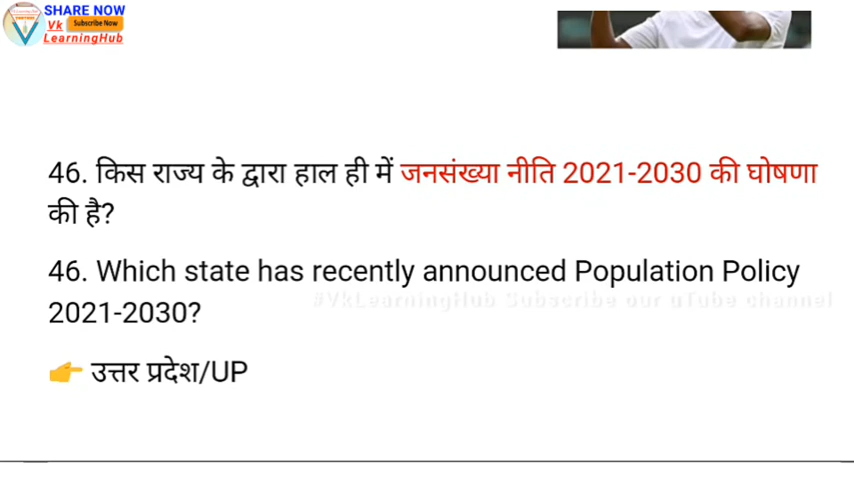 SHARE NOW
Vk Subscribe Now
LearningHub
46. किस राज्य के द्वारा हाल ही में जनसंख्या नीति 2021-2030 की घोषणा
की है?
46. Which state has recently announced Population Policy
#VkLearningHub Subscribe our uTube channel
2021-2030?
👉 उत्तर प्रदेश/UP